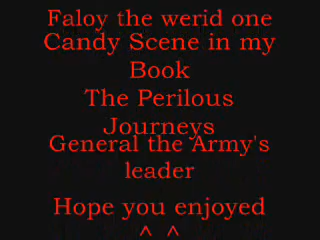 Faloy the werid one
Candy Scene in my
Book
The Perilous
Journeys
General the Army's
leader
Hope you enjoyed
^_^